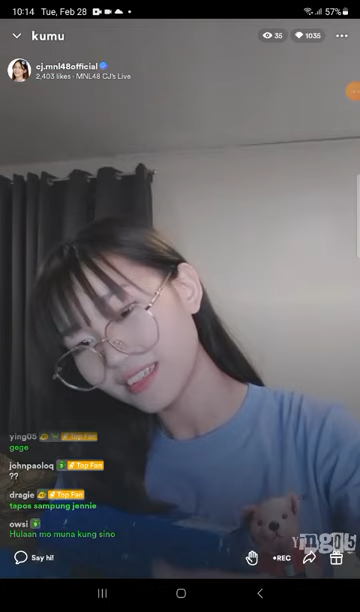 10:14 Tue, Feb 28 57%
kumu
35 1035
cj.mnl48official
2,403 likes · MNL48 CJ's Live
ying05 Top Fan
gege
johnpaoloq Top Fan
??
dragie Top Fan
tapos sampung jennie
owsi
Hulaan mo muna kung sino
Say hi!
•REC